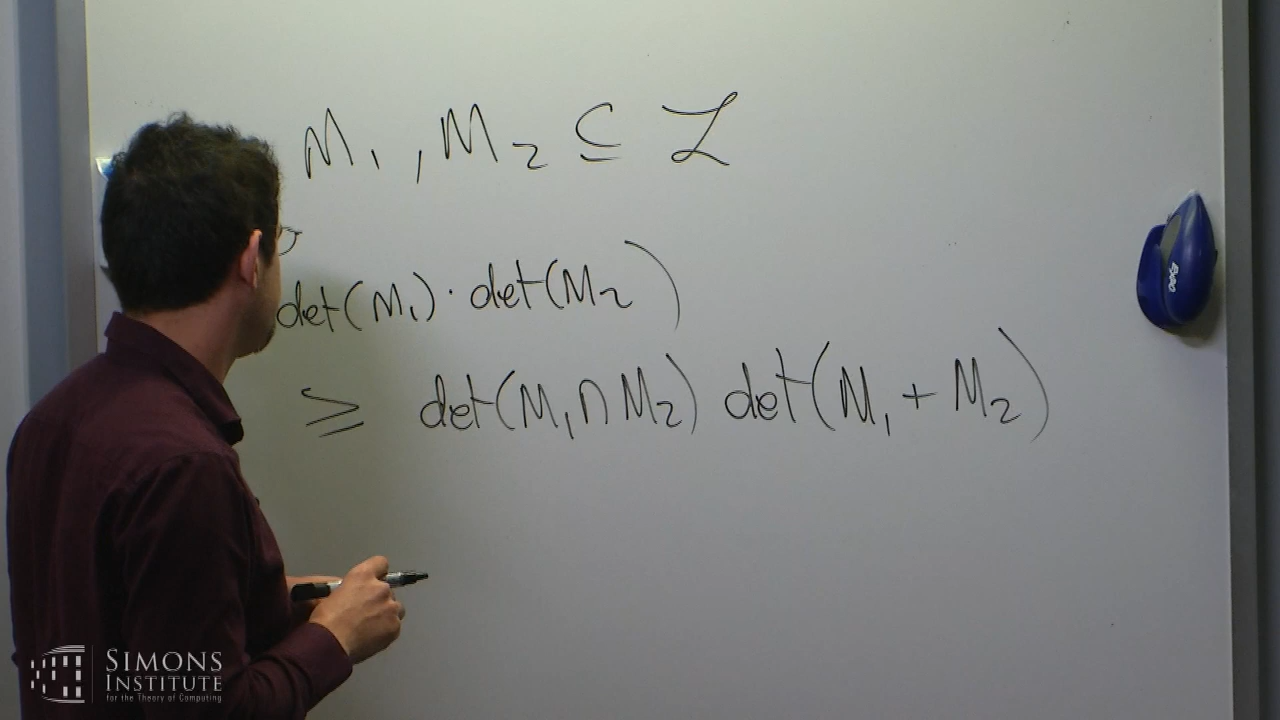 M₁, M₂ ⊆ ℒ
det(M₁) · det(M₂)
≥ det(M₁ ∩ M₂) det(M₁ + M₂)
EXPO
SIMONS
INSTITUTE
for the Theory of Computing